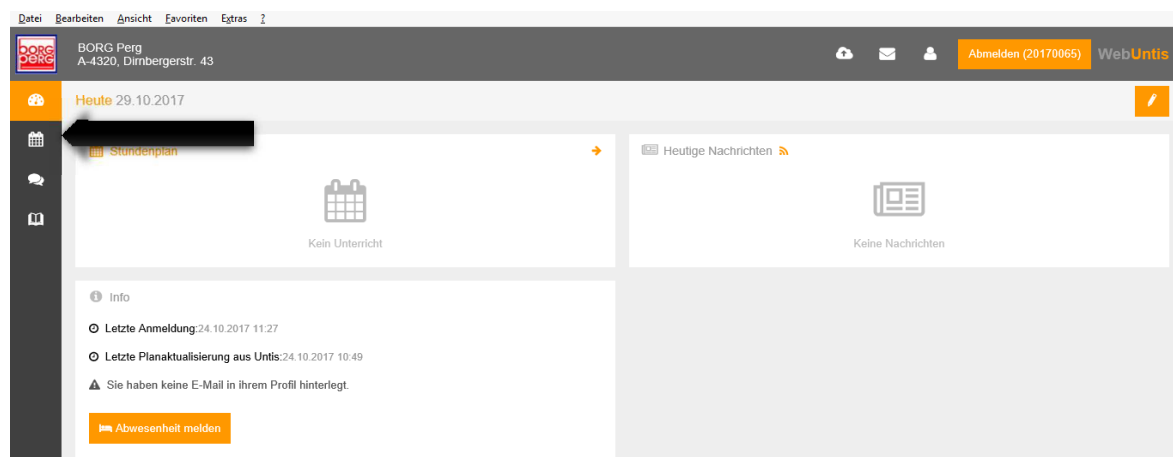 Datei Bearbeiten Ansicht Favoriten Extras ?
BORG PERG
BORG Perg
A-4320, Dirnbergerstr. 43
Abmelden (20170065)
WebUntis
Heute 29.10.2017
Stundenplan
Kein Unterricht
Heutige Nachrichten
Keine Nachrichten
Info
Letzte Anmeldung:24.10.2017 11:27
Letzte Planaktualisierung aus Untis:24.10.2017 10:49
Sie haben keine E-Mail in ihrem Profil hinterlegt.
Abwesenheit melden